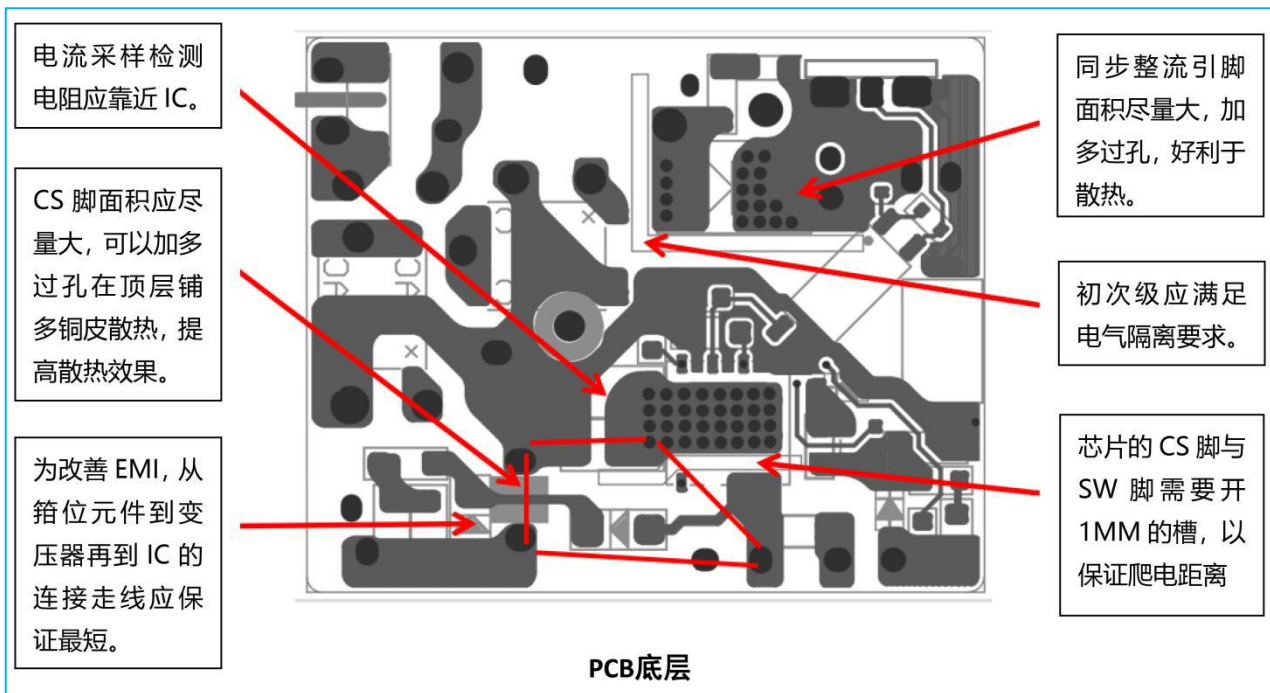 电流采样检测
电阻应靠近 IC。
CS 脚面积应尽
量大，可以加多
过孔在顶层铺
多铜皮散热，提
高散热效果。
为改善 EMI，从
箝位元件到变
压器再到 IC 的
连接走线应保
证最短。
同步整流引脚
面积尽量大，加
多过孔，好利于
散热。
初次级应满足
电气隔离要求。
芯片的 CS 脚与
SW 脚需要开
1MM 的槽，以
保证爬电距离
PCB底层